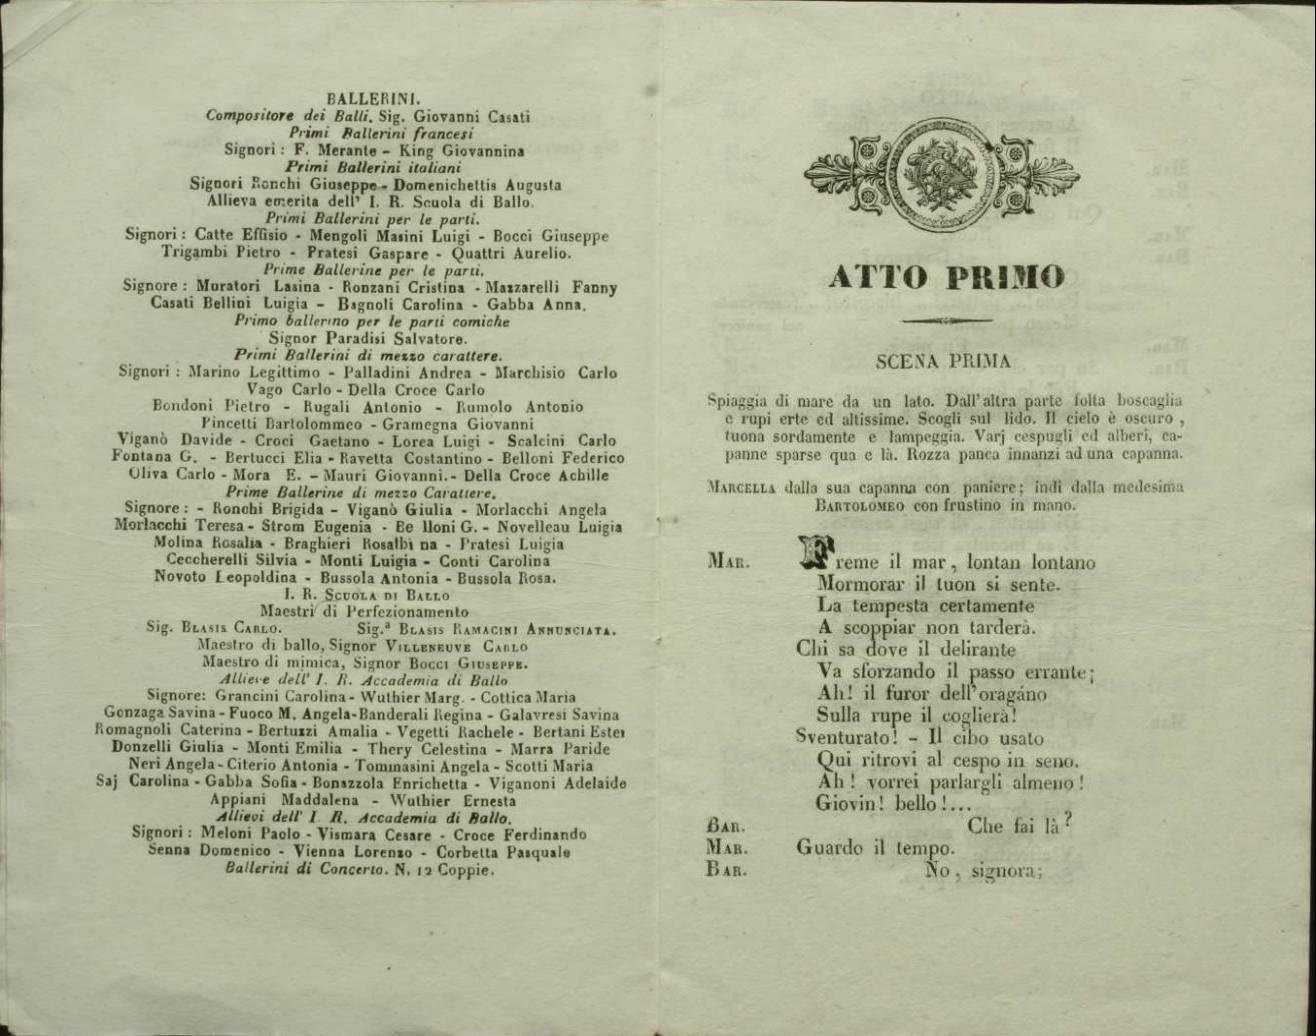 BALLERINI.
Compositore dei Balli. Sig. Giovanni Casati
Primi Ballerini francesi
Signori : F. Merante - King Giovannina
Primi Ballerini italiani
Signori Ronchi Giuseppe - Domenichettis Augusta
Allieva emerita dell' I. R. Scuola di Ballo.
Primi Ballerini per le parti.
Signori : Catte Effisio - Mengoli Masini Luigi - Bocci Giuseppe
Trigambi Pietro - Pratesi Gaspare - Quattri Aurelio.
Prime Ballerine per le parti.
Signore : Muratori Lasina - Ronzani Cristina - Mazzarelli Fanny
Casati Bellini Luigia - Bagnoli Carolina - Gabba Anna.
Primo ballerino per le parti comiche
Signor Paradisi Salvatore.
Primi Ballerini di mezzo carattere.
Signori : Marino Legittimo - Palladini Andrea - Marchisio Carlo
Vago Carlo - Della Croce Carlo
Bondoni Pietro - Rugali Antonio - Rumolo Antonio
Pincetti Bartolommeo - Gramegna Giovanni
Viganò Davide - Croci Gaetano - Lorea Luigi - Scalcini Carlo
Fontana G. - Bertucci Elia - Ravetta Costantino - Belloni Federico
Oliva Carlo - Mora E. - Mauri Giovanni. - Della Croce Achille
Prime Ballerine di mezzo Carattere.
Signore : - Ronchi Brigida - Viganò Giulia - Morlacchi Angela
Morlacchi Teresa - Strom Eugenia - Be lloni G. - Novelleau Luigia
Molina Rosalia - Braghieri Rosalbi na - Pratesi Luigia
Ceccherelli Silvia - Monti Luigia - Conti Carolina
Novoto Leopoldina - Bussola Antonia - Bussola Rosa.
I. R. SCUOLA DI BALLO
Maestri di Perfezionamento
Sig. BLASIS CARLO. Sig.ª BLASIS RAMACINI ANNUNCIATA.
Maestro di ballo, Signor VILLENEUVE CARLO
Maestro di mimica, Signor BOCCI GIUSEPPE.
Allieve dell' I. R. Accademia di Ballo
Signore: Grancini Carolina - Wuthier Marg. - Cottica Maria
Gonzaga Savina - Fuoco M. Angela - Banderali Regina - Galavresi Savina
Romagnoli Caterina - Bertuzzi Amalia - Vegetti Rachele - Bertani Ester
Donzelli Giulia - Monti Emilia - Thery Celestina - Marra Paride
Neri Angela - Citerio Antonia - Tommasini Angela - Scotti Maria
Saj Carolina - Gabba Sofia - Bonazzola Enrichetta - Viganoni Adelaide
Appiani Maddalena - Wuthier Ernesta
Allievi dell' I R. Accademia di Ballo.
Signori : Meloni Paolo - Vismara Cesare - Croce Ferdinando
Senna Domenico - Vienna Lorenzo - Corbetta Pasquale
Ballerini di Concerto. N. 12 Coppie.
ATTO PRIMO
SCENA PRIMA
Spiaggia di mare da un lato. Dall'altra parte folta boscaglia
e rupi erte ed altissime. Scogli sul lido. Il cielo è oscuro ,
tuona sordamente e lampeggia. Varj cespugli ed alberi, ca-
panne sparse qua e là. Rozza panca innanzi ad una capanna.
MARCELLA dalla sua capanna con paniere; indi dalla medesima
BARTOLOMEO con frustino in mano.
MAR. Freme il mar, lontan lontano
Mormorar il tuon si sente.
La tempesta certamente
A scoppiar non tarderà.
Chi sa dove il delirante
Va sforzando il passo errante;
Ah! il furor dell'oragáno
Sulla rupe il coglierà!
Sventurato! - Il cibo usato
Qui ritrovi al cespo in seno.
Ah! vorrei parlargli almeno!
Giovin! bello!...
BAR. Che fai là?
MAR. Guardo il tempo.
BAR. No, signora;